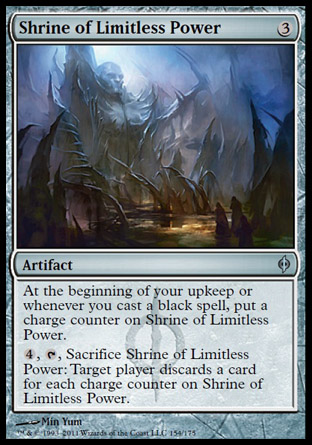 Shrine of Limitless Power 3
Artifact
At the beginning of your upkeep or
whenever you cast a black spell, put a
charge counter on Shrine of Limitless
Power.
4, , Sacrifice Shrine of Limitless
Power: Target player discards a card
for each charge counter on Shrine of
Limitless Power.
Min Yum
™ & © 1993–2011 Wizards of the Coast LLC 154/175